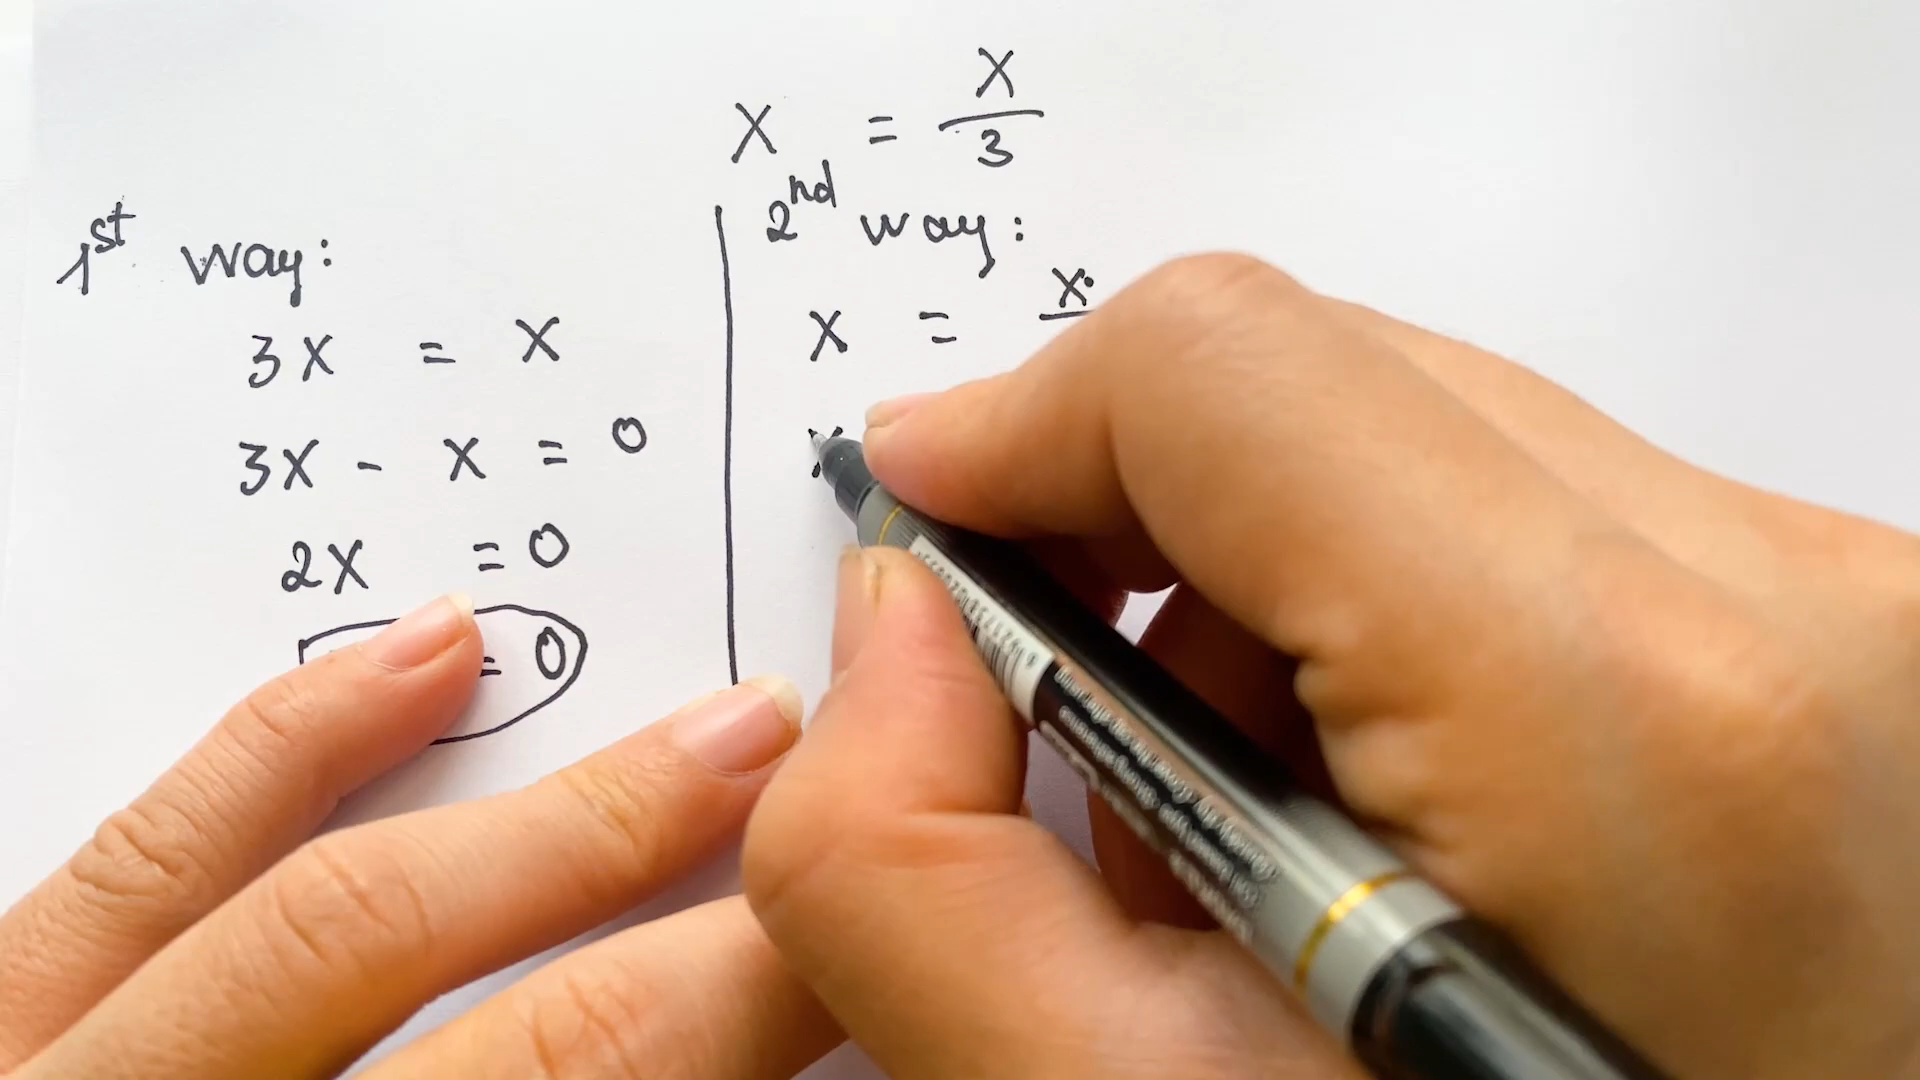 x = x/3
1st way:
3x = x
3x - x = 0
2x = 0
= 0
2nd way:
x = x
x